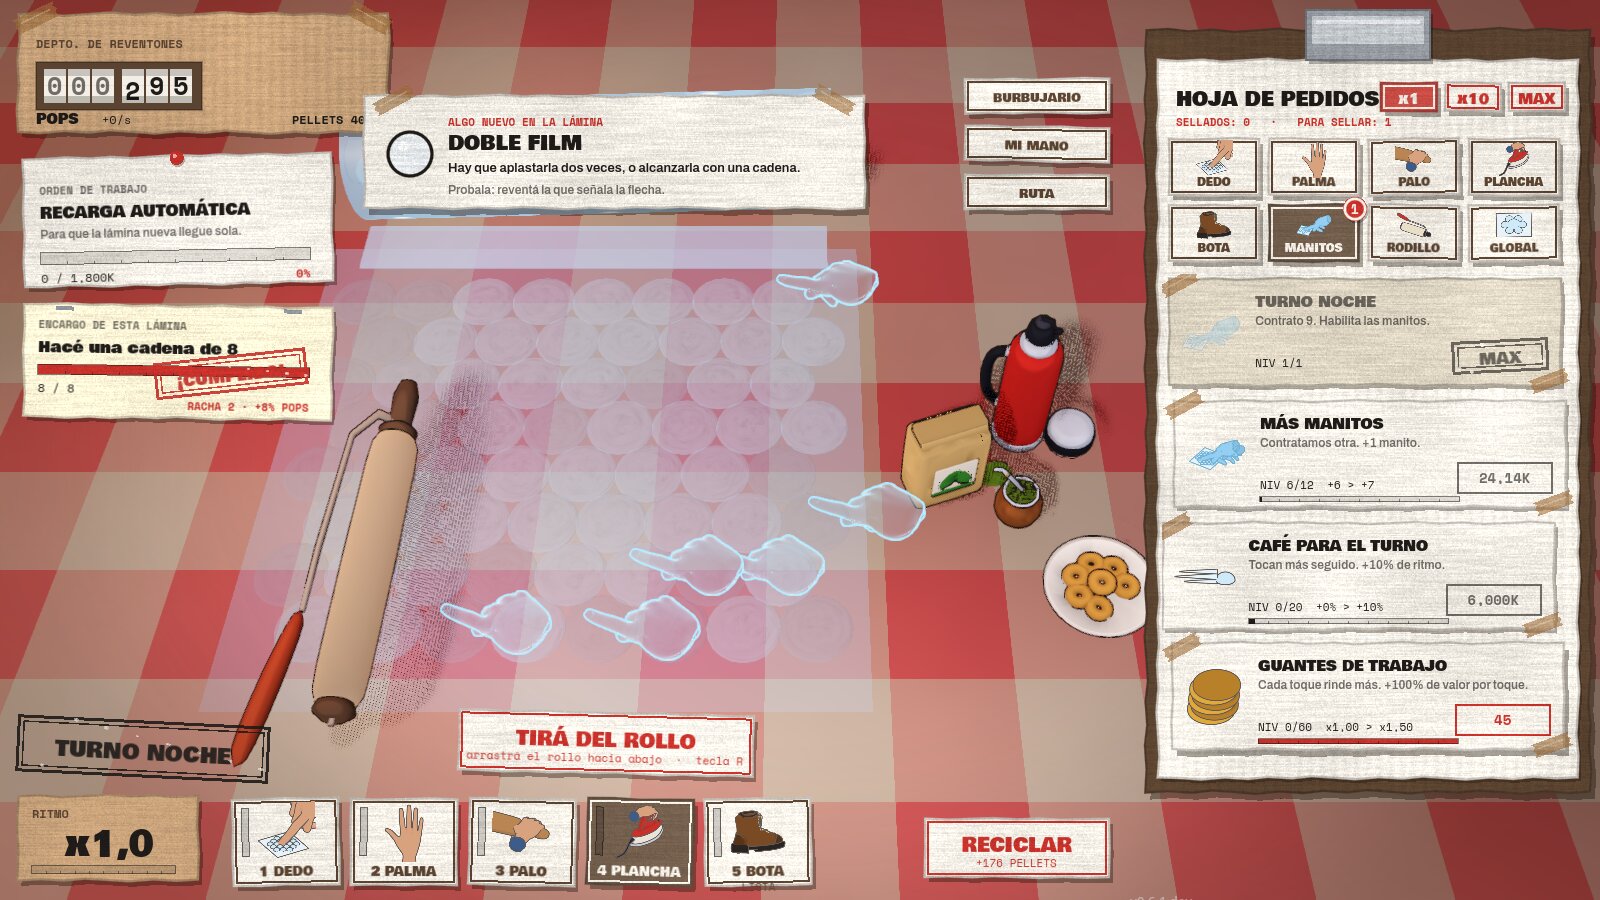 DEPTO. DE REVENTONES
000295
POPS +0/s PELLETS 40
ORDEN DE TRABAJO
RECARGA AUTOMÁTICA
Para que la lámina nueva llegue sola.
0 / 1.800K 0%
ENCARGO DE ESTA LÁMINA
Hacé una cadena de 8
8 / 8
RACHA 2 · +8% POPS
ALGO NUEVO EN LA LÁMINA
DOBLE FILM
Hay que aplastarla dos veces, o alcanzarla con una cadena.
Probala: reventá la que señala la flecha.
BURBUJARIO
MI MANO
RUTA
HOJA DE PEDIDOS x1 x10 MAX
SELLADOS: 0 · PARA SELLAR: 1
DEDO PALMA PALO PLANCHA
1
BOTA MANITOS RODILLO GLOBAL
TURNO NOCHE
Contrato 9. Habilita las manitos.
NIV 1/1 MAX
MÁS MANITOS
Contratamos otra. +1 manito.
NIV 6/12 +6 > +7 24,14K
CAFÉ PARA EL TURNO
Tocan más seguido. +10% de ritmo.
NIV 0/20 +0% > +10% 6,000K
GUANTES DE TRABAJO
Cada toque rinde más. +100% de valor por toque.
NIV 0/60 x1,00 > x1,50 45
TURNO NOCHE
TIRÁ DEL ROLLO
arrastrá el rollo hacia abajo · tecla R
RITMO
x1,0
1 DEDO
2 PALMA
3 PALO
4 PLANCHA
5 BOTA
LISTA
RECICLAR
+176 PELLETS